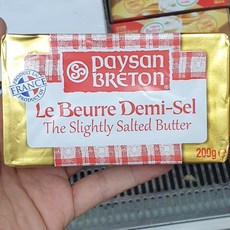 Paysan
Breton
FRANCE
Le Beurre Demi-Sel
The Slightly Salted Butter
200g